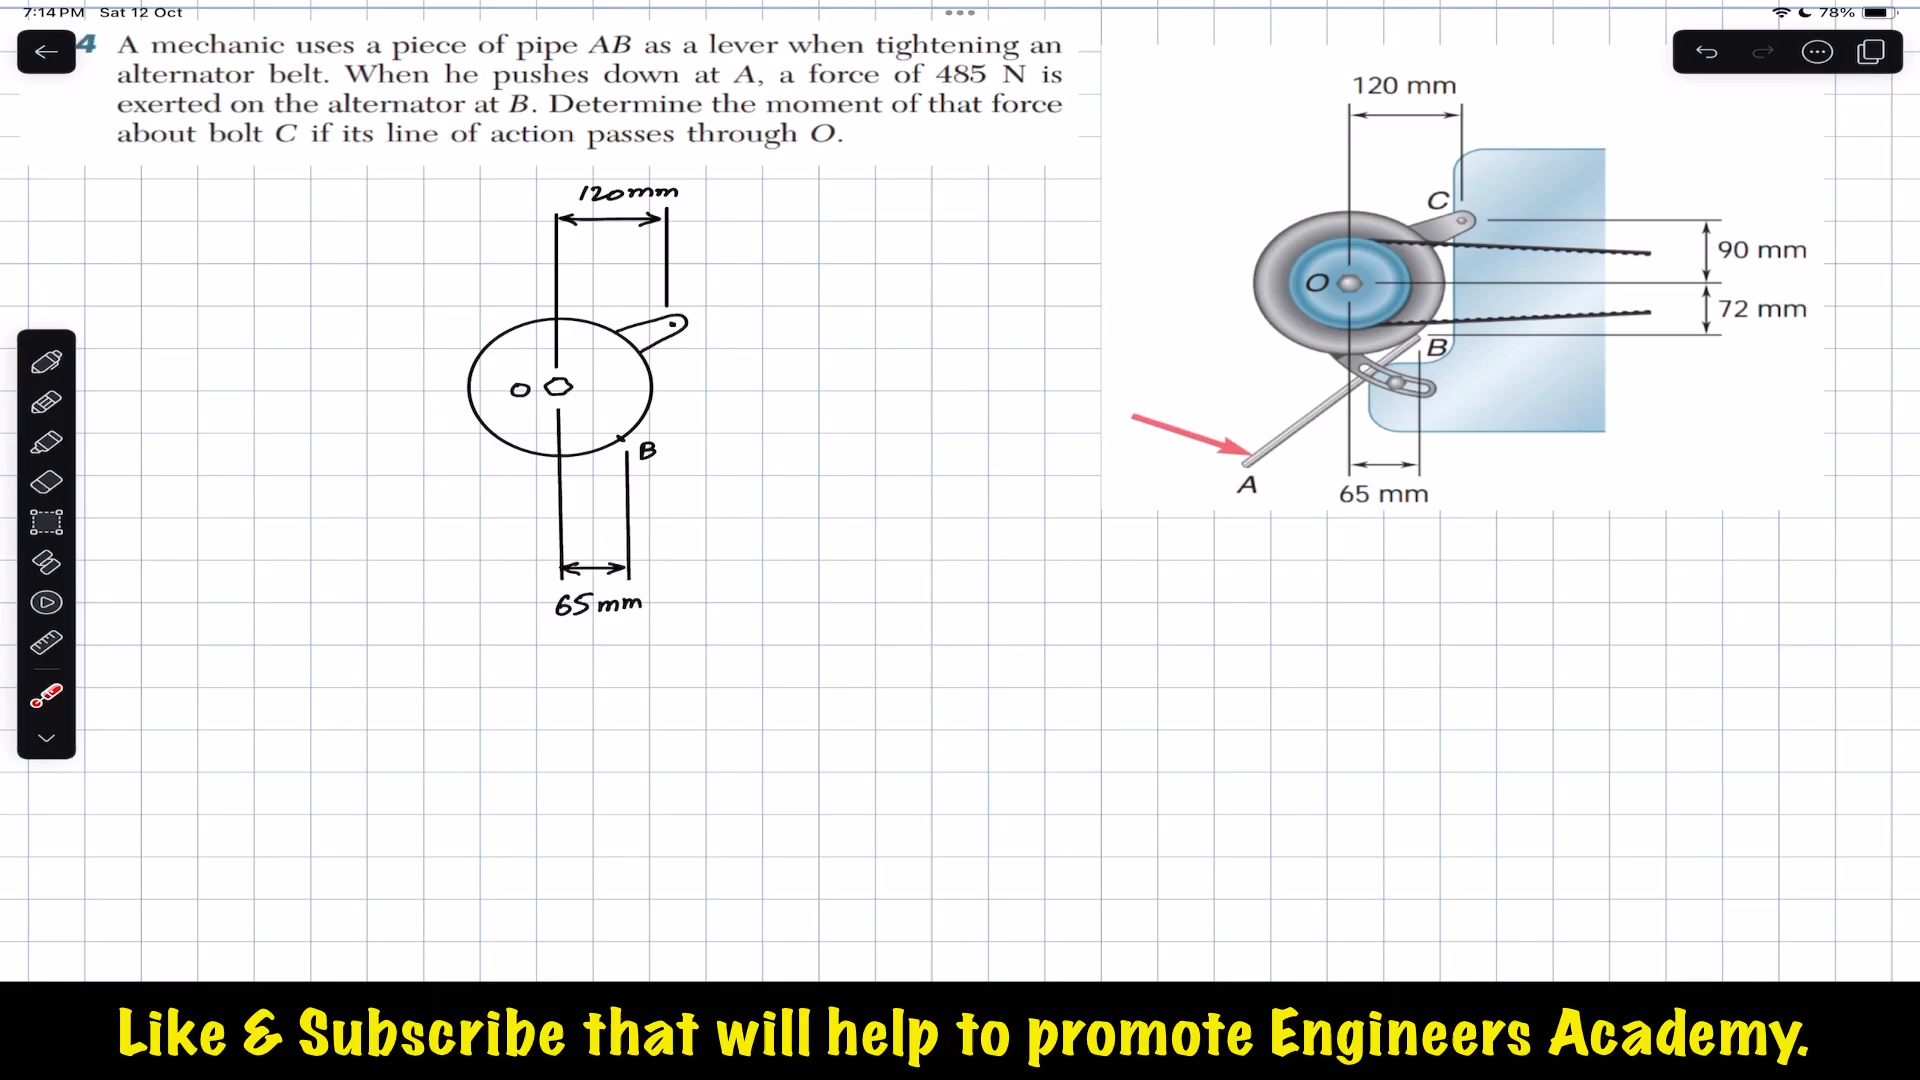 7:14 PM Sat 12 Oct
78%
4 A mechanic uses a piece of pipe AB as a lever when tightening an
alternator belt. When he pushes down at A, a force of 485 N is
exerted on the alternator at B. Determine the moment of that force
about bolt C if its line of action passes through O.
120 mm
C
90 mm
O
72 mm
B
A
65 mm
120mm
O
B
65 mm
Like & Subscribe that will help to promote Engineers Academy.